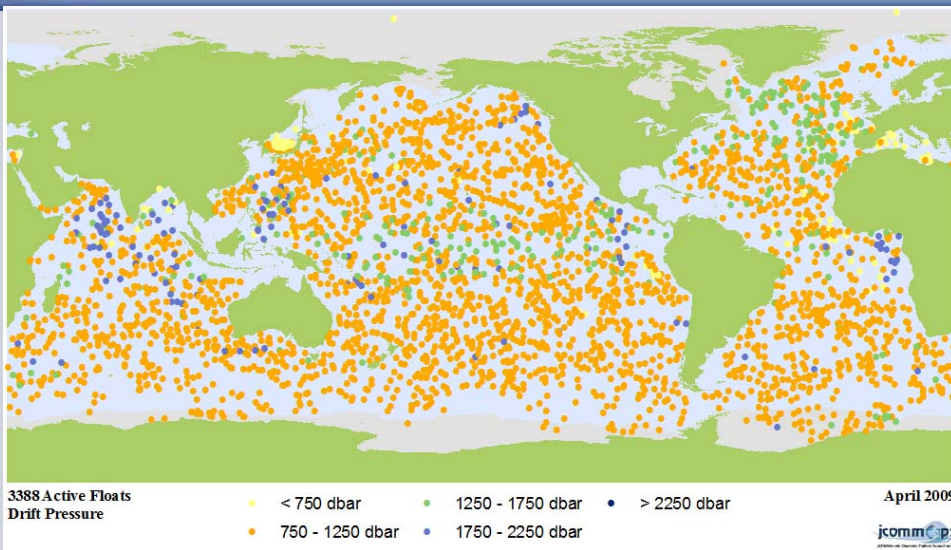 3388 Active Floats
Drift Pressure
< 750 dbar
1250 - 1750 dbar
> 2250 dbar
750 - 1250 dbar
1750 - 2250 dbar
April 2009
jcommops